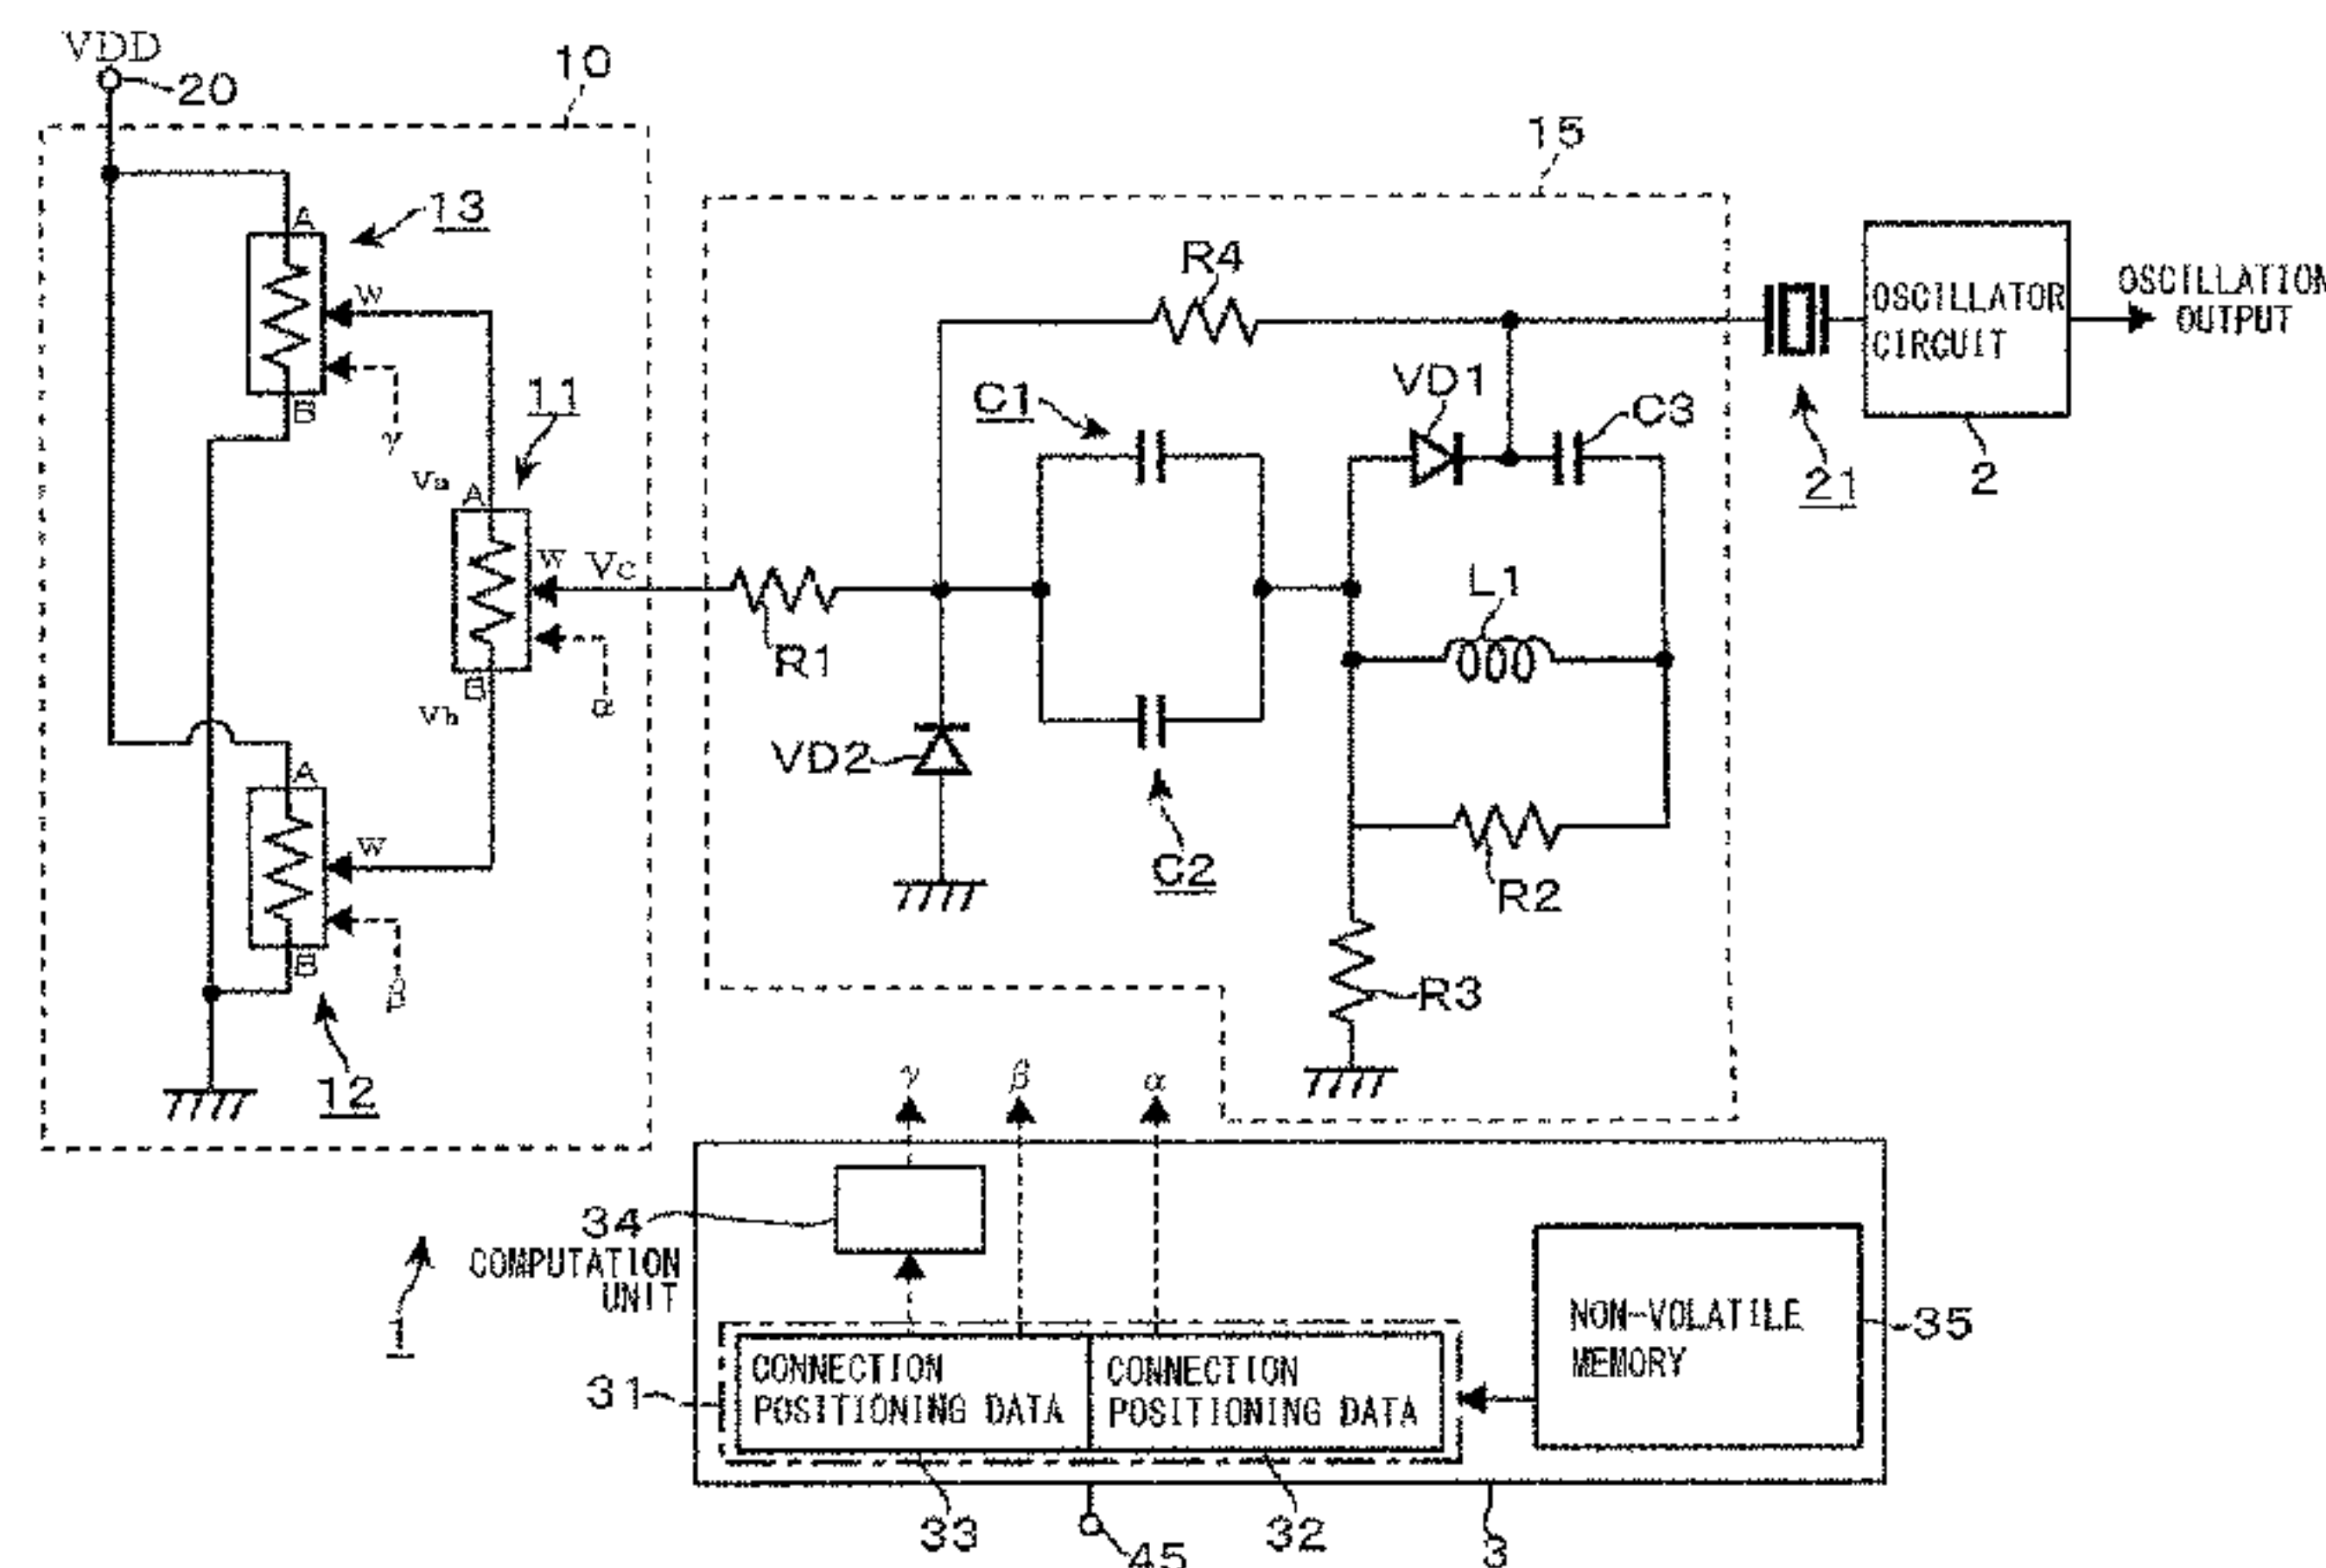 VDD
20
10
13
A
W
B
γ
11
Va
A
W
Vc
B
Vb
α
A
W
B
β
12
15
R4
C1
VD1
C3
R1
L1
VD2
C2
R2
R3
21
OSCILLATOR
CIRCUIT
2
OSCILLATION
OUTPUT
γ
β
α
34
COMPUTATION
UNIT
1
31
CONNECTION
POSITIONING DATA
CONNECTION
POSITIONING DATA
NON-VOLATILE
MEMORY
35
33
45
32
3